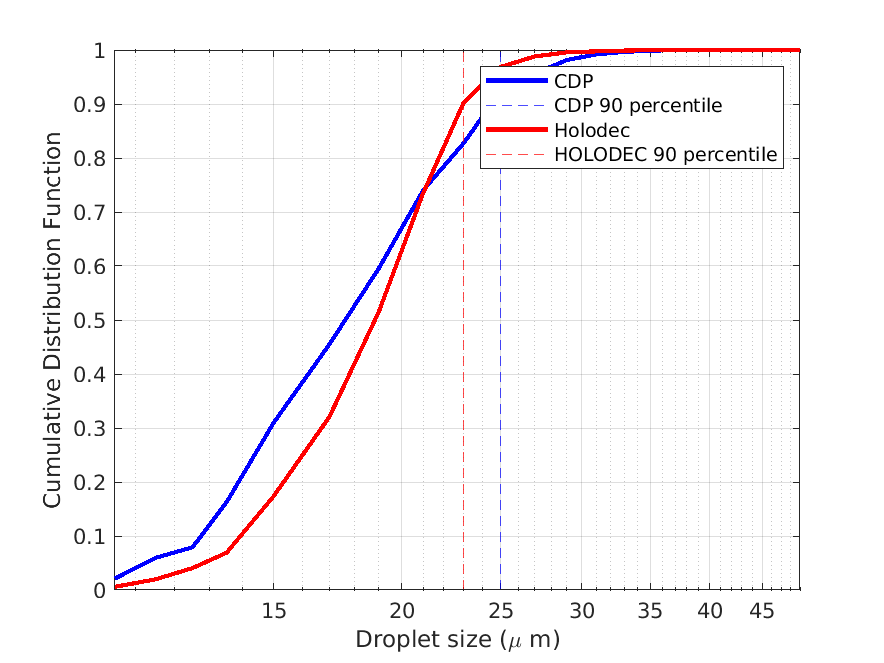 1
0.9
0.8
0.7
0.6
0.5
0.4
0.3
0.2
0.1
0
Cumulative Distribution Function
CDP
CDP 90 percentile
Holodec
HOLODEC 90 percentile
15 20 25 30 35 40 45
Droplet size (μ m)